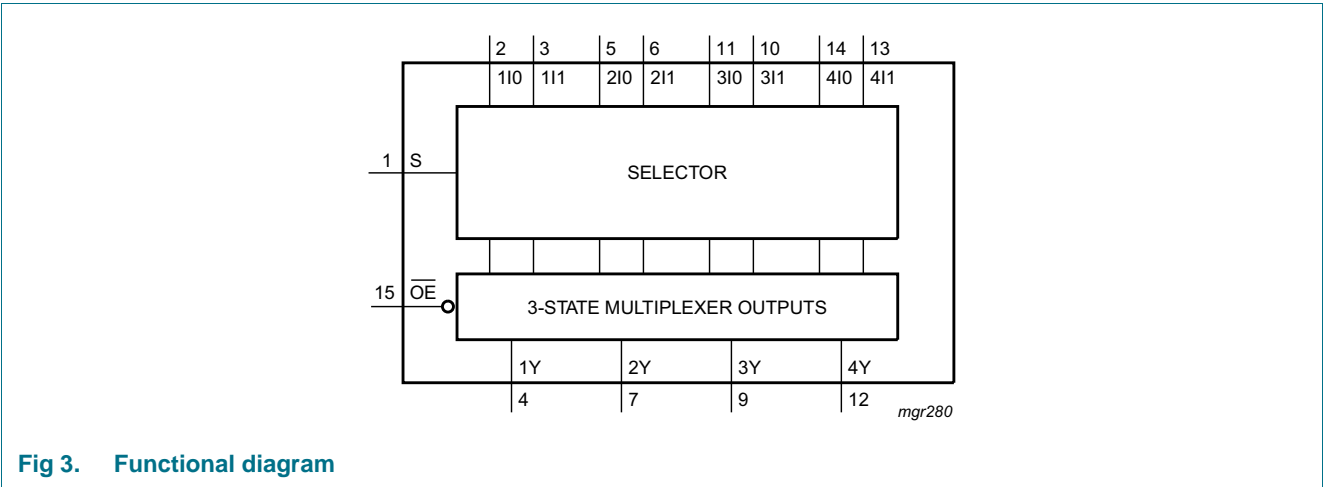 2 3 5 6 11 10 14 13
1I0 1I1 2I0 2I1 3I0 3I1 4I0 4I1
1 S
SELECTOR
15 O̅E̅
3-STATE MULTIPLEXER OUTPUTS
1Y 2Y 3Y 4Y
4 7 9 12
mgr280
Fig 3. Functional diagram